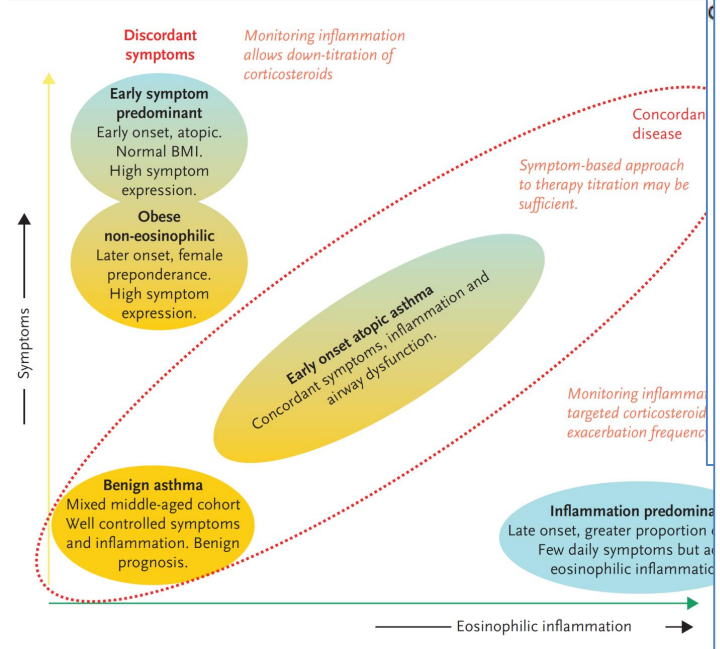 Discordant
symptoms
Monitoring inflammation
allows down-titration of
corticosteroids
Early symptom
predominant
Early onset, atopic.
Normal BMI.
High symptom
expression.
Obese
non-eosinophilic
Later onset, female
preponderance.
High symptom
expression.
Concordan
disease
Symptom-based approach
to therapy titration may be
sufficient.
Early onset atopic asthma
Concordant symptoms, inflammation and
airway dysfunction.
Symptoms
Monitoring inflamma
targeted corticosteroid
exacerbation frequency
Benign asthma
Mixed middle-aged cohort
Well controlled symptoms
and inflammation. Benign
prognosis.
Inflammation predomina
Late onset, greater proportion
Few daily symptoms but a
eosinophilic inflammatio
Eosinophilic inflammation